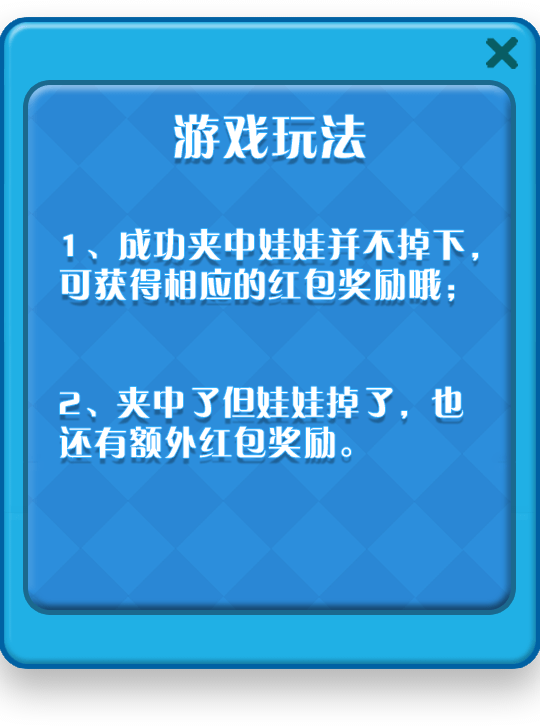 游戏玩法
1、成功夹中娃娃并不掉下，
可获得相应的红包奖励哦；
2、夹中了但娃娃掉了，也
还有额外红包奖励。